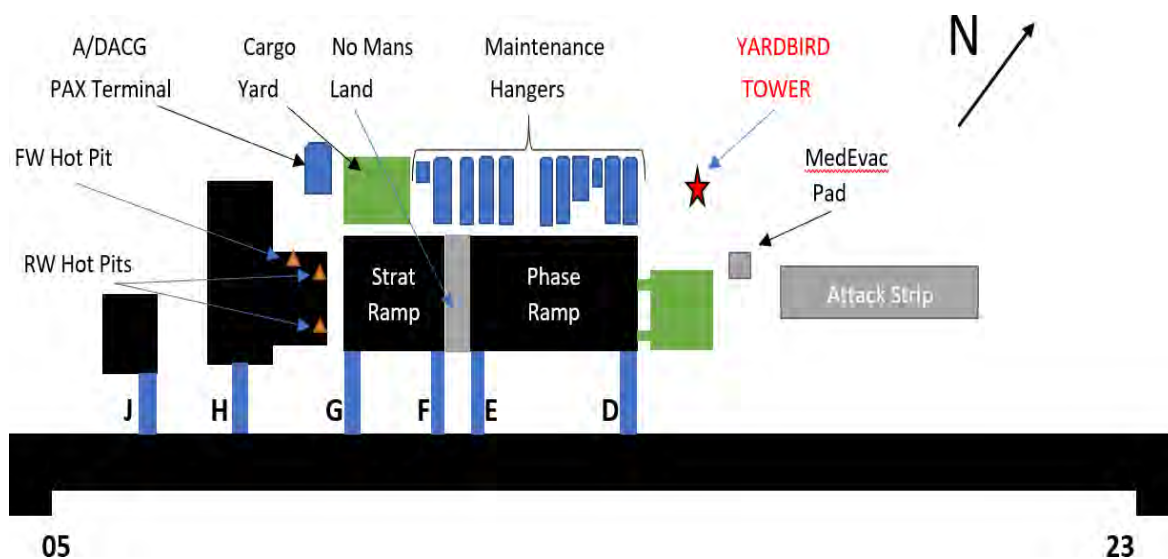 A/DACG
PAX Terminal
Cargo
Yard
No Mans
Land
Maintenance
Hangers
YARDBIRD
TOWER
N
FW Hot Pit
MedEvac
Pad
RW Hot Pits
Strat
Ramp
Phase
Ramp
Attack Strip
J
H
G
F
E
D
05
23